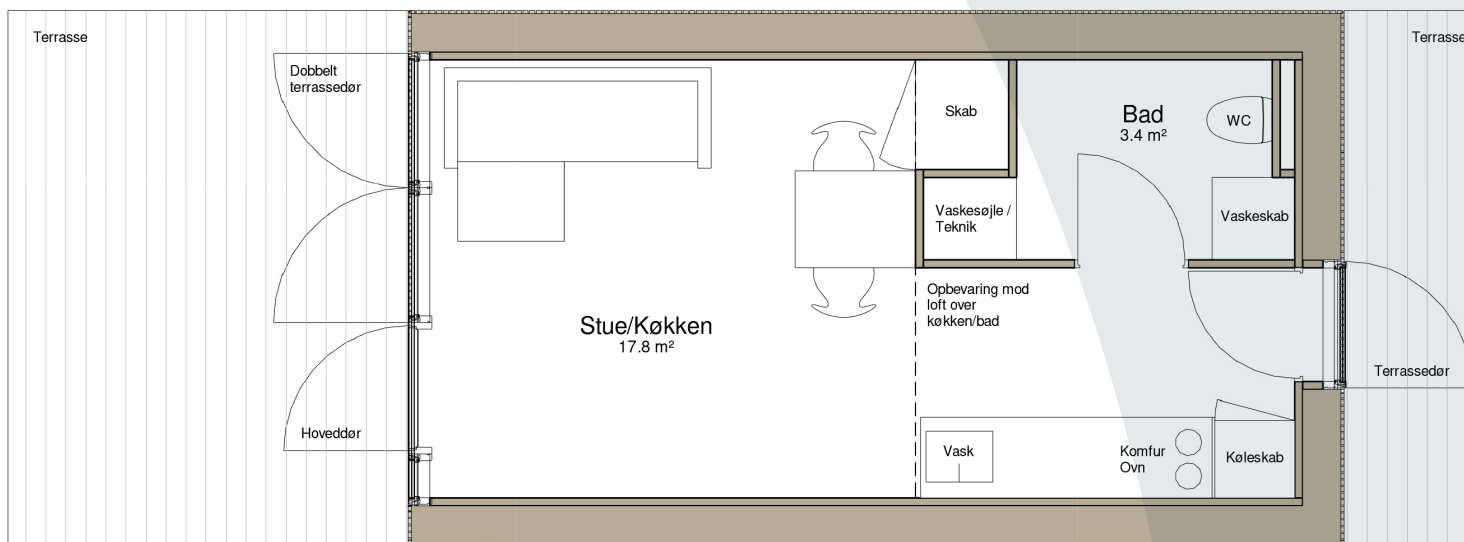 Terrasse
Terrasse
Dobbelt
terrassedør
Skab
Bad
3.4 m²
WC
Vaskesøjle /
Teknik
Vaskeskab
Opbevaring mod
loft over
køkken/bad
Stue/Køkken
17.8 m²
Terrassedør
Hoveddør
Vask
Komfur
Ovn
Køleskab